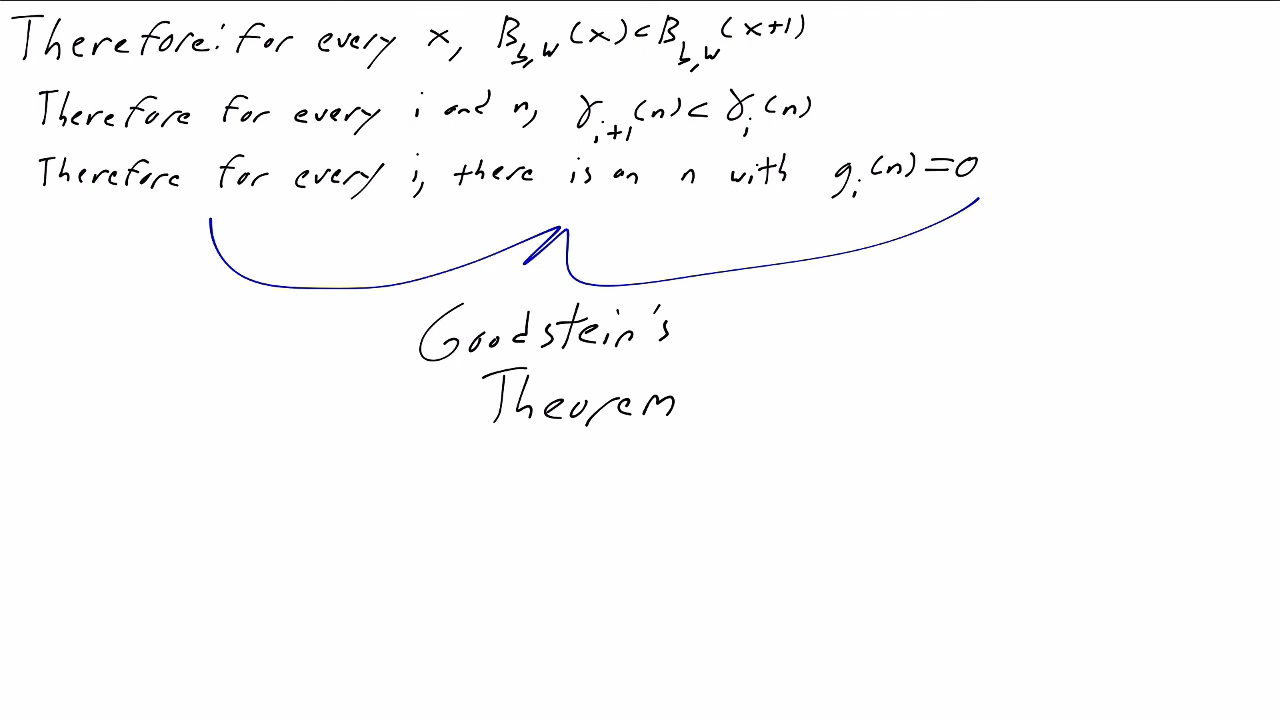 Therefore: for every x, B_{b,w}(x)<B_{b,w}(x+1)
Therefore for every i and n, γ_{i+1}(n)<γ_i(n)
Therefore for every i, there is an n with g_i(n)=0
Goodstein's
Theorem